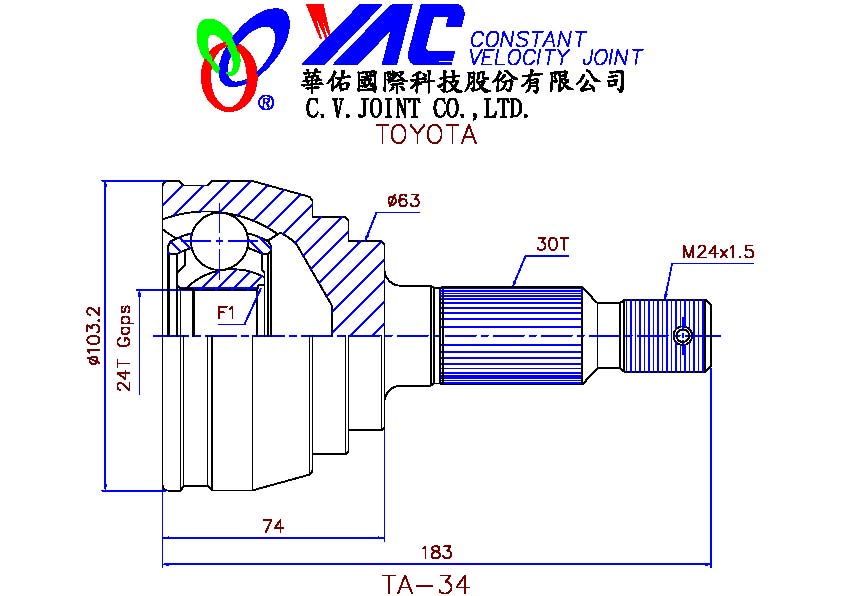 YAC CONSTANT
VELOCITY JOINT
®
華佑國際科技股份有限公司
C.V.JOINT CO.,LTD.
TOYOTA
ø63
30T
M24x1.5
F1
ø103.2
24T Gaps
74
183
TA-34